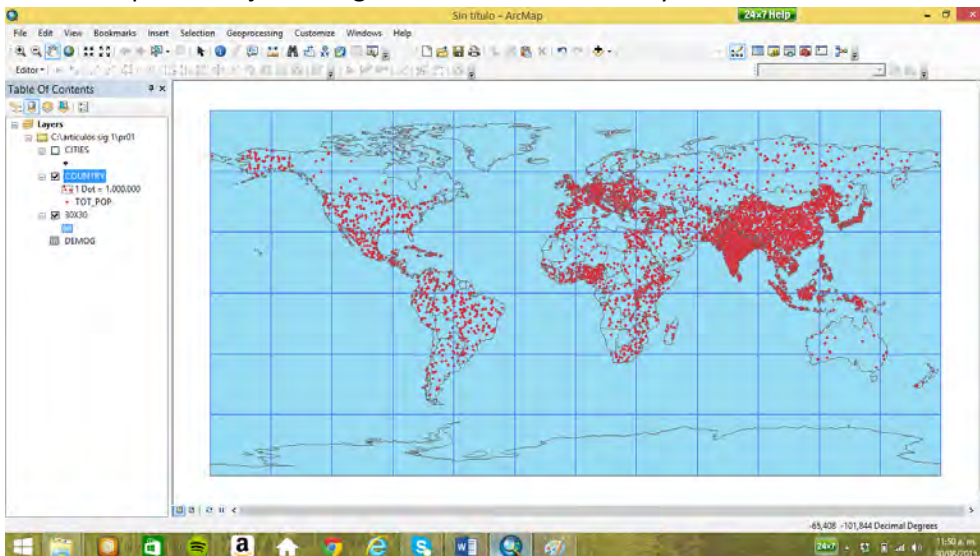 Sin título - ArcMap
24x7 Help
File Edit View Bookmarks Insert Selection Geoprocessing Customize Windows Help
Editor
Table Of Contents
Layers
C:\articulos sig 1\pr01
CITIES
COUNTRY
1 Dot = 1.000.000
TOT_POP
30X30
DEMOG
-65,408 -101,844 Decimal Degrees
a
24x7
11:50 a. m.